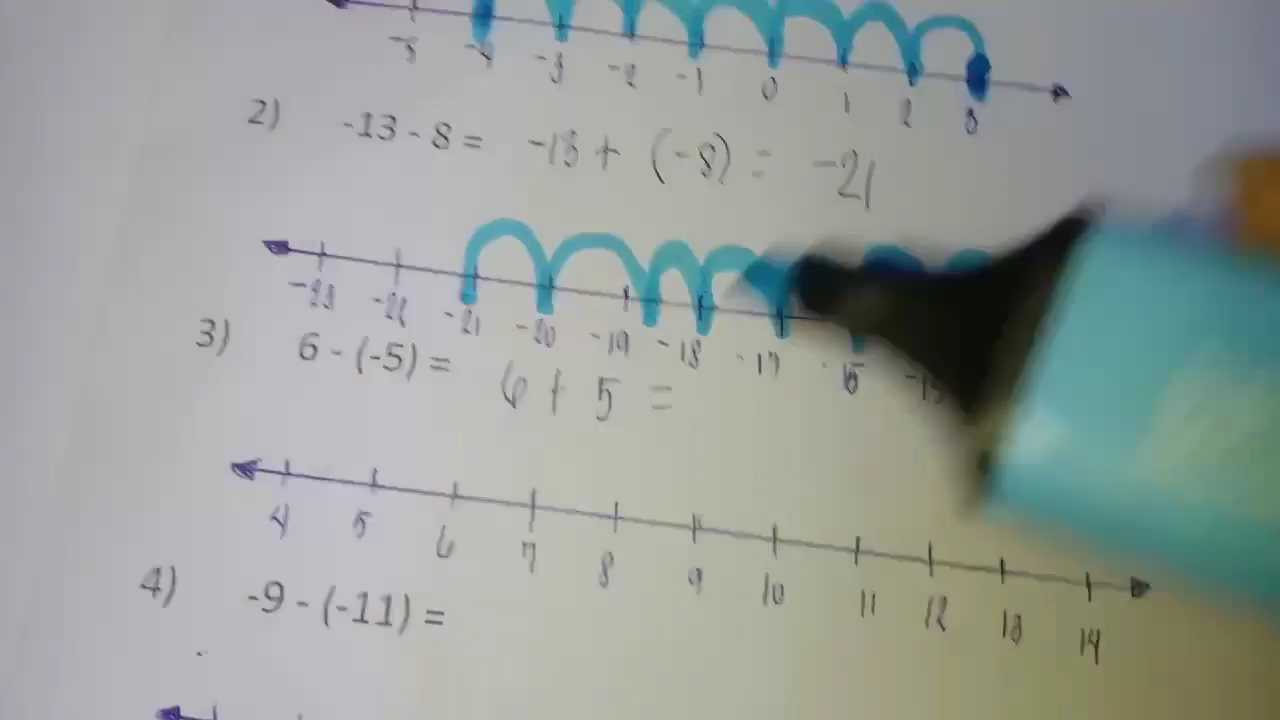 -5 -4 -3 -2 -1 0 1 2 3
2) -13 - 8 = -13 + (-8) = -21
-23 -22 -21 -20 -19 -18 -17 -16 -15
3) 6 - (-5) = 6 + 5 =
4 5 6 7 8 9 10 11 12 13 14
4) -9 - (-11) =